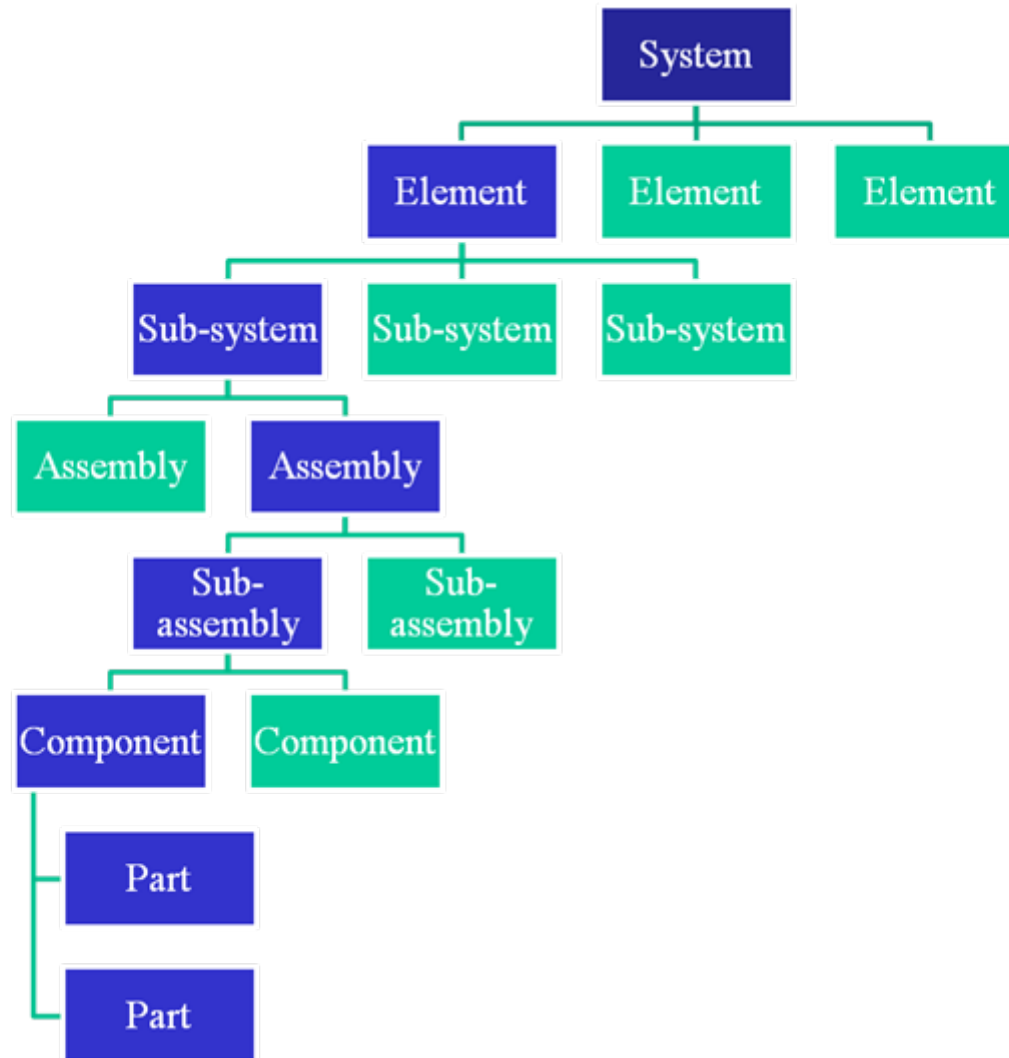 System
Element
Element
Element
Sub-system
Sub-system
Sub-system
Assembly
Assembly
Sub-
assembly
Sub-
assembly
Component
Component
Part
Part